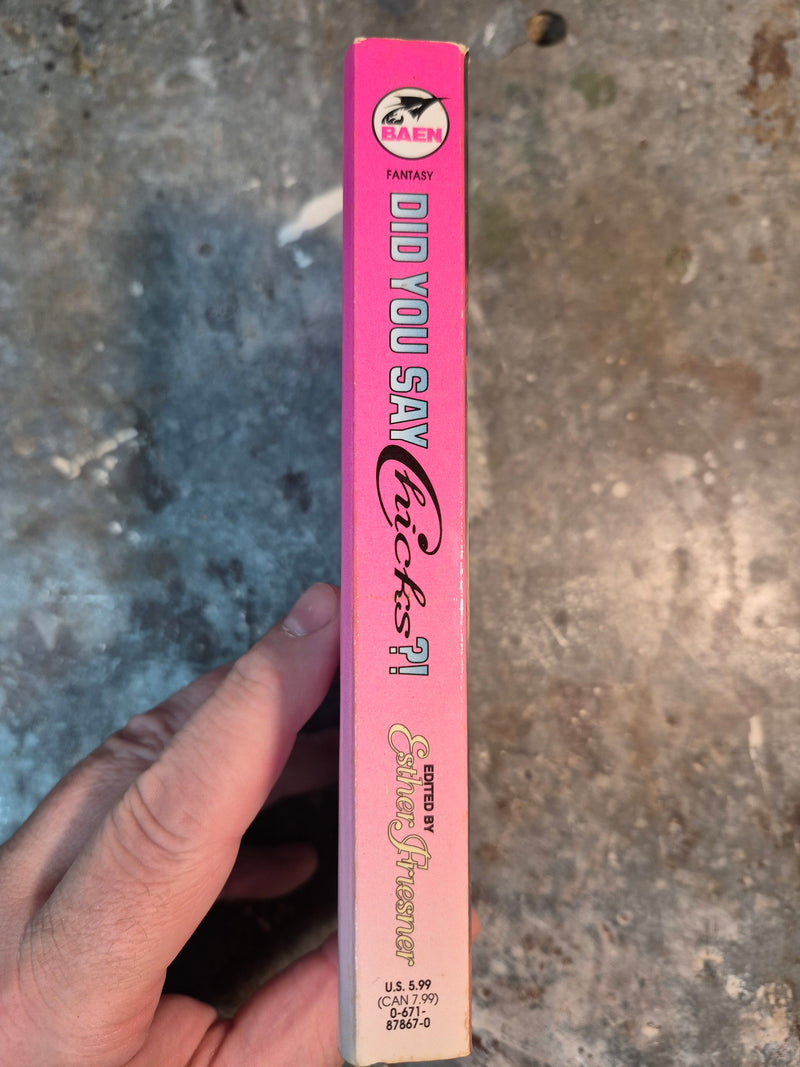 BAEN
FANTASY
DID YOU SAY Chicks?!
EDITED BY
Esther Friesner
U.S. 5.99
(CAN 7.99)
0-671-
87867-0